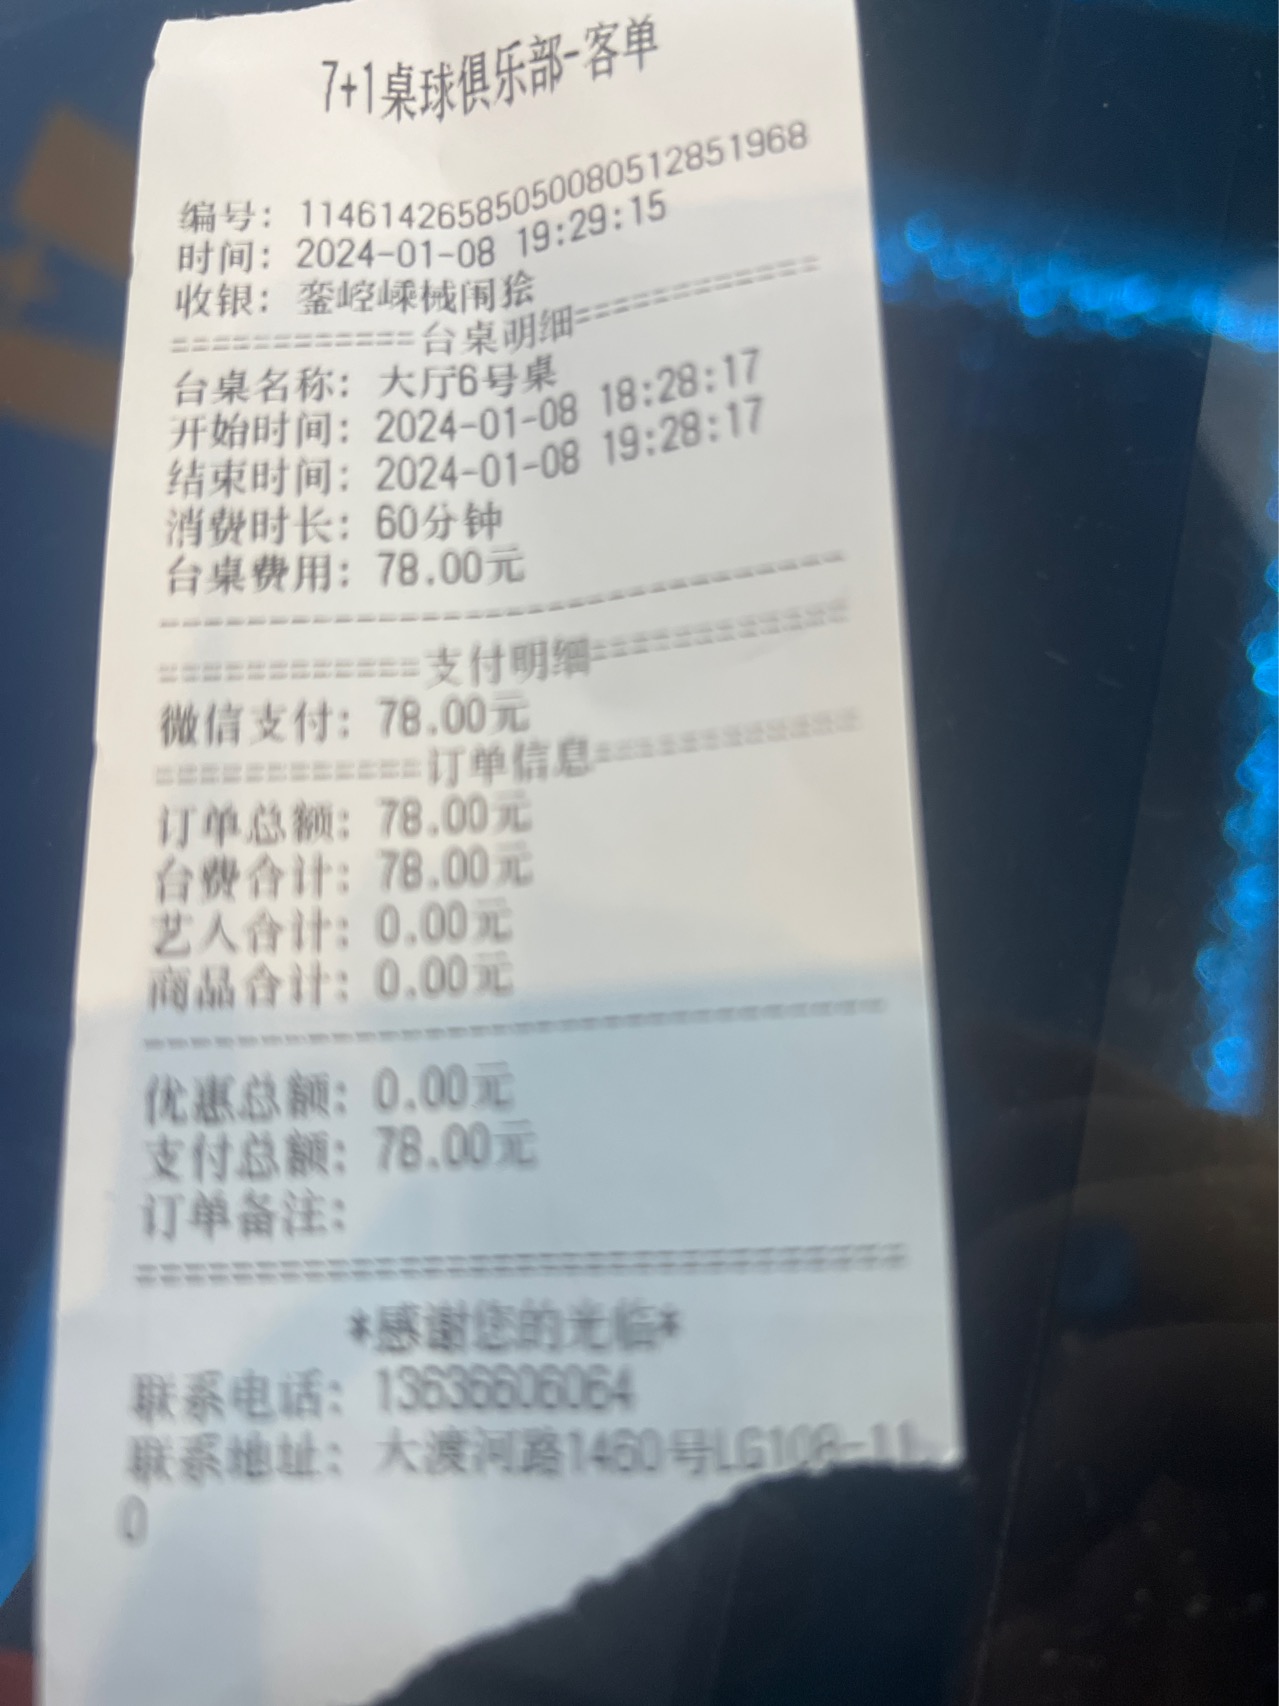 7+1桌球俱乐部-客单
编号: 1146142658505008051285 1968
时间: 2024-01-08 19:29:15
收银: 銮崆嵊械闹狯
============台桌明细============
台桌名称: 大厅6号桌
开始时间: 2024-01-08 18:28:17
结束时间: 2024-01-08 19:28:17
消费时长: 60分钟
台桌费用: 78.00元
--------------------------------
============支付明细============
微信支付: 78.00元
============订单信息============
订单总额: 78.00元
台费合计: 78.00元
艺人合计: 0.00元
商品合计: 0.00元
--------------------------------
优惠总额: 0.00元
支付总额: 78.00元
订单备注:
================================
*感谢您的光临*
联系电话: 13636606064
联系地址: 大渡河路1460号LG108-11
0